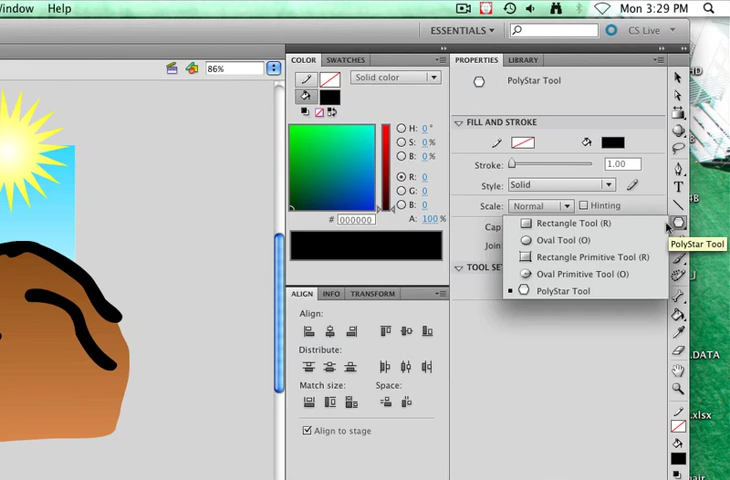 Window Help
Mon 3:29 PM
ESSENTIALS
CS Live
86%
COLOR SWATCHES
Solid color
H: 0 °
S: 0 %
B: 0 %
R: 0
G: 0
B: 0
# 000000
A: 100 %
ALIGN INFO TRANSFORM
Align:
Distribute:
Match size: Space:
Align to stage
PROPERTIES LIBRARY
PolyStar Tool
FILL AND STROKE
Stroke: 1.00
Style: Solid
Scale: Normal Hinting
Cap
Join
TOOL SE
Rectangle Tool (R)
Oval Tool (O)
Rectangle Primitive Tool (R)
Oval Primitive Tool (O)
PolyStar Tool
PolyStar Tool
T
HD
.DATA
.xlsx